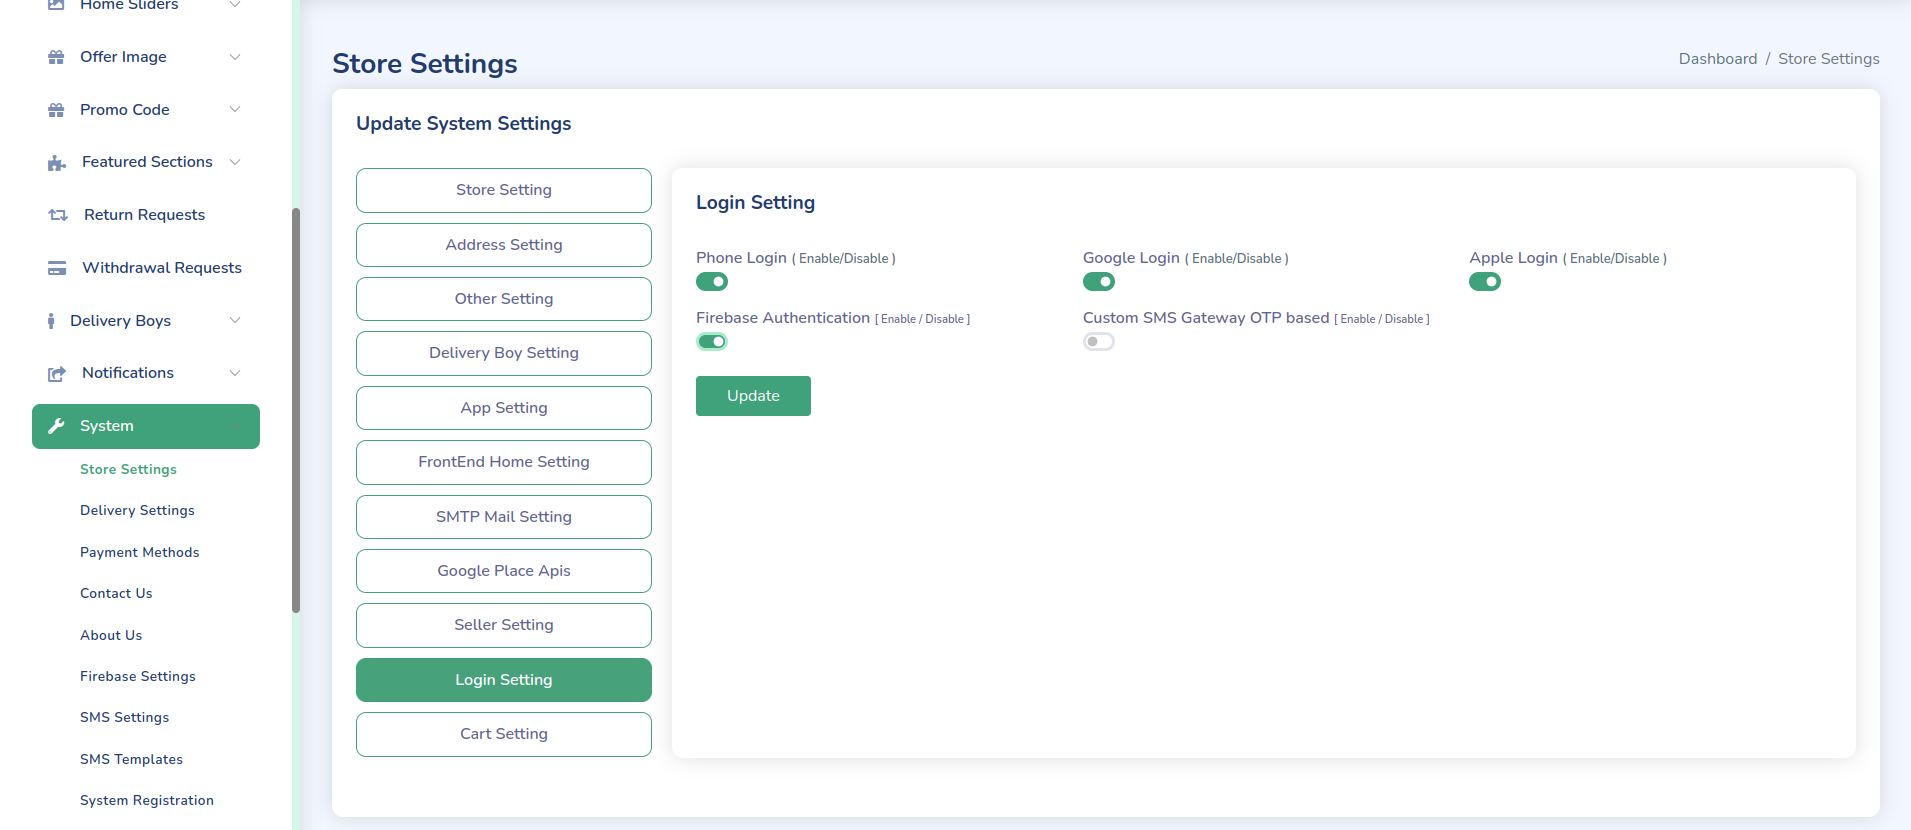 Home Sliders
Offer Image
Promo Code
Featured Sections
Return Requests
Withdrawal Requests
Delivery Boys
Notifications
System
Store Settings
Delivery Settings
Payment Methods
Contact Us
About Us
Firebase Settings
SMS Settings
SMS Templates
System Registration
Store Settings
Dashboard / Store Settings
Update System Settings
Store Setting
Address Setting
Other Setting
Delivery Boy Setting
App Setting
FrontEnd Home Setting
SMTP Mail Setting
Google Place Apis
Seller Setting
Login Setting
Cart Setting
Login Setting
Phone Login ( Enable/Disable )
Google Login ( Enable/Disable )
Apple Login ( Enable/Disable )
Firebase Authentication [ Enable / Disable ]
Custom SMS Gateway OTP based [ Enable / Disable ]
Update